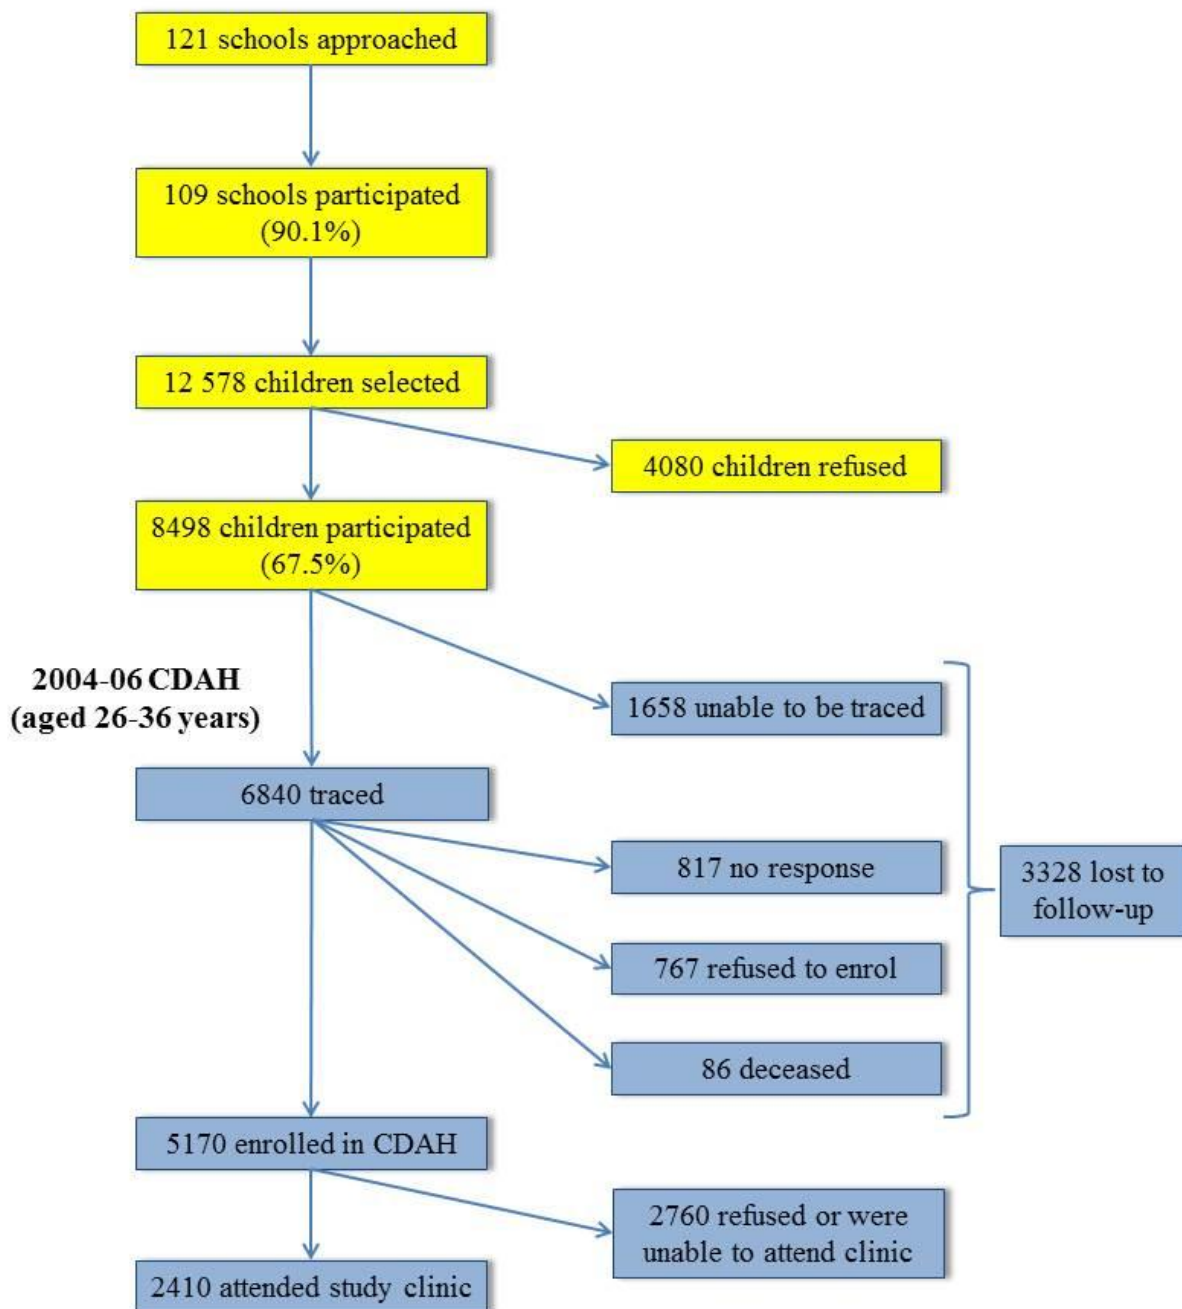 121 schools approached
109 schools participated
(90.1%)
12 578 children selected
4080 children refused
8498 children participated
(67.5%)
2004-06 CDAH
(aged 26-36 years)
1658 unable to be traced
6840 traced
817 no response
3328 lost to
follow-up
767 refused to enrol
86 deceased
5170 enrolled in CDAH
2760 refused or were
unable to attend clinic
2410 attended study clinic